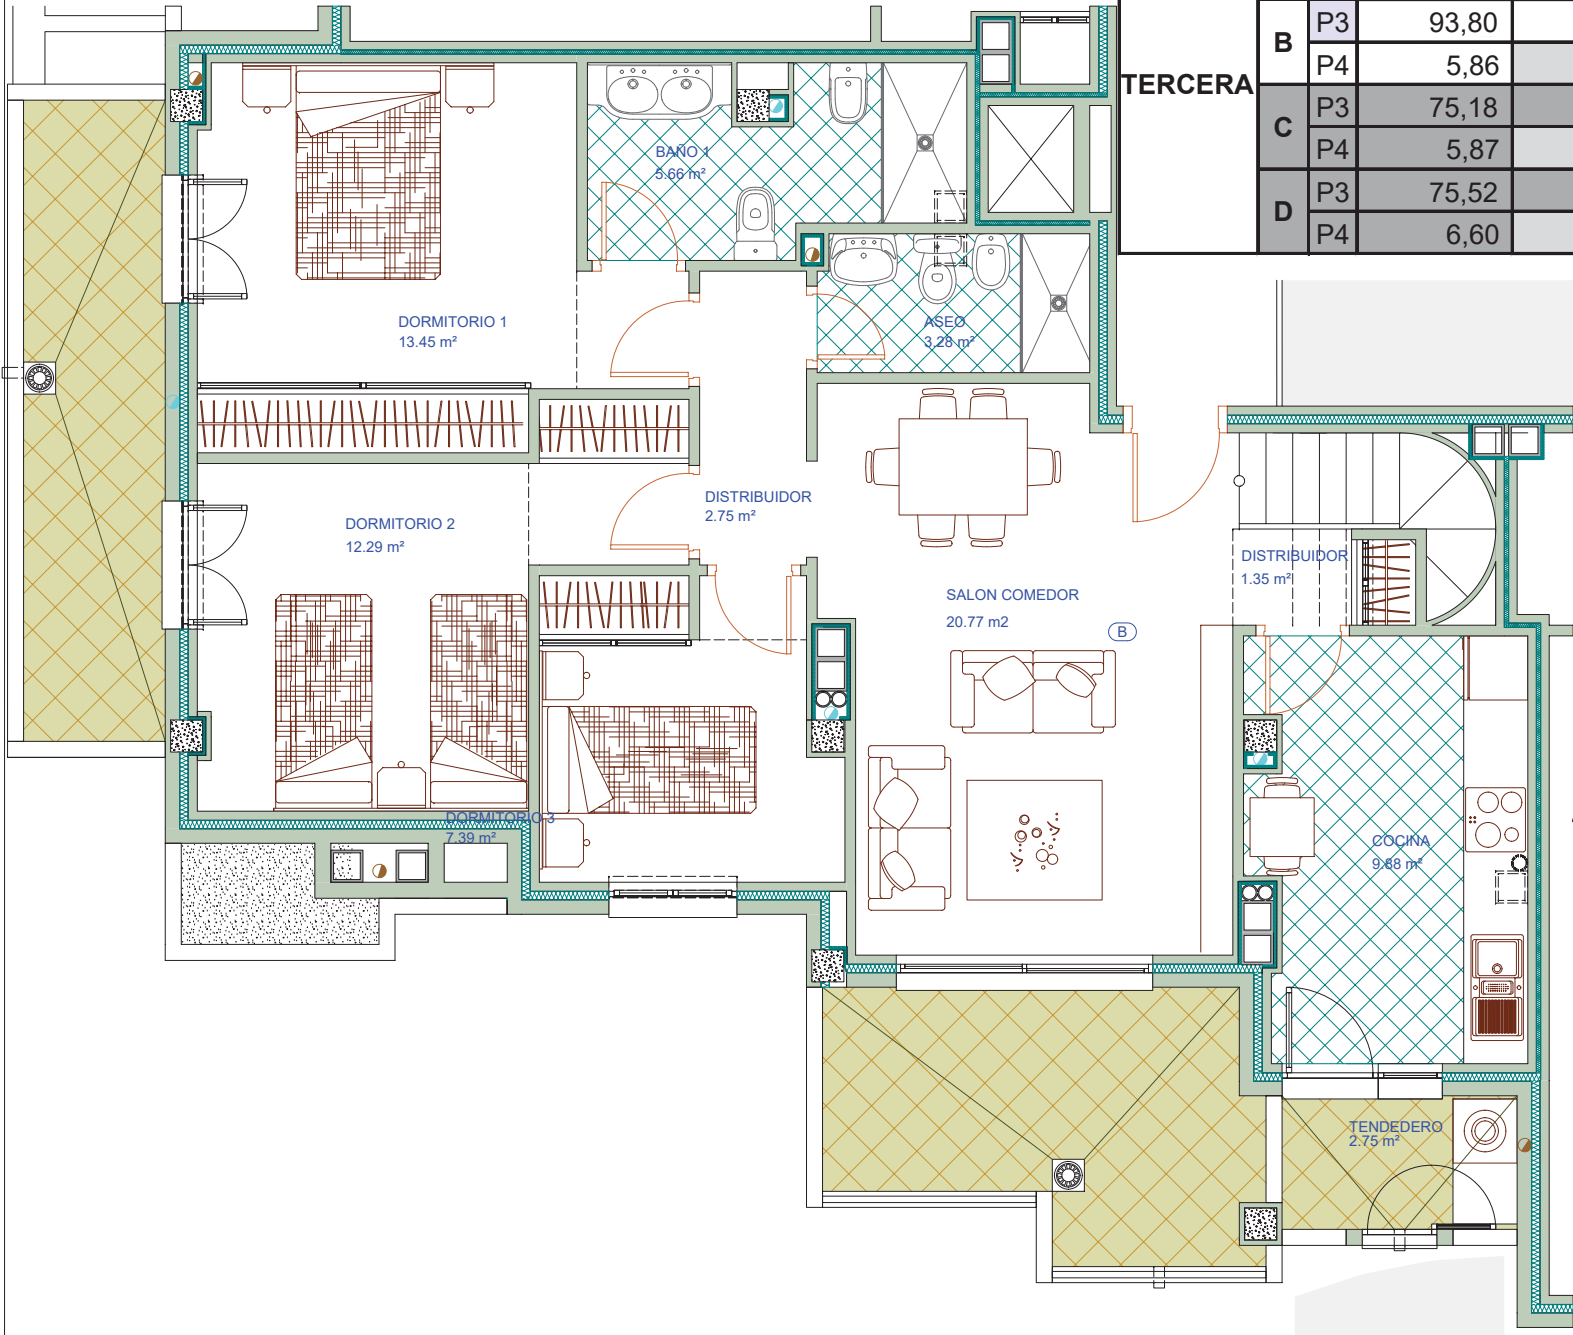 B P3 93,80
P4 5,86
TERCERA
C P3 75,18
P4 5,87
D P3 75,52
P4 6,60
BAÑO 1
5.66 m²
DORMITORIO 1
13.45 m²
ASEO
3.28 m²
DISTRIBUIDOR
2.75 m²
DORMITORIO 2
12.29 m²
DISTRIBUIDOR
1.35 m²
SALON COMEDOR
20.77 m2
B
DORMITORIO 3
7.39 m²
COCINA
9.88 m²
TENDEDERO
2.75 m²